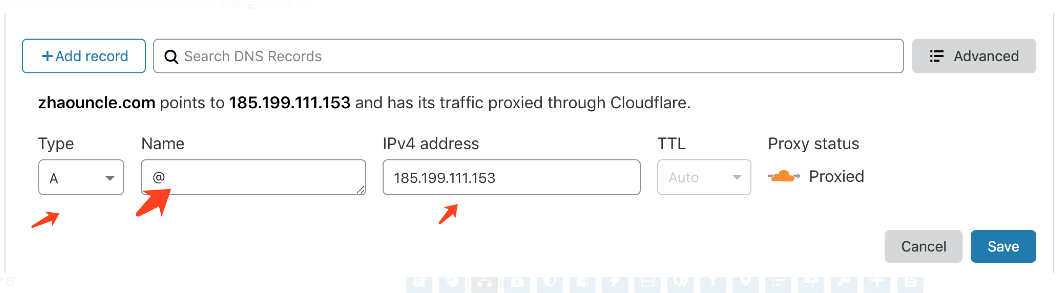 +Add record
Search DNS Records
Advanced
zhaouncle.com points to 185.199.111.153 and has its traffic proxied through Cloudflare.
Type Name IPv4 address TTL Proxy status
A @ 185.199.111.153 Auto Proxied
Cancel Save